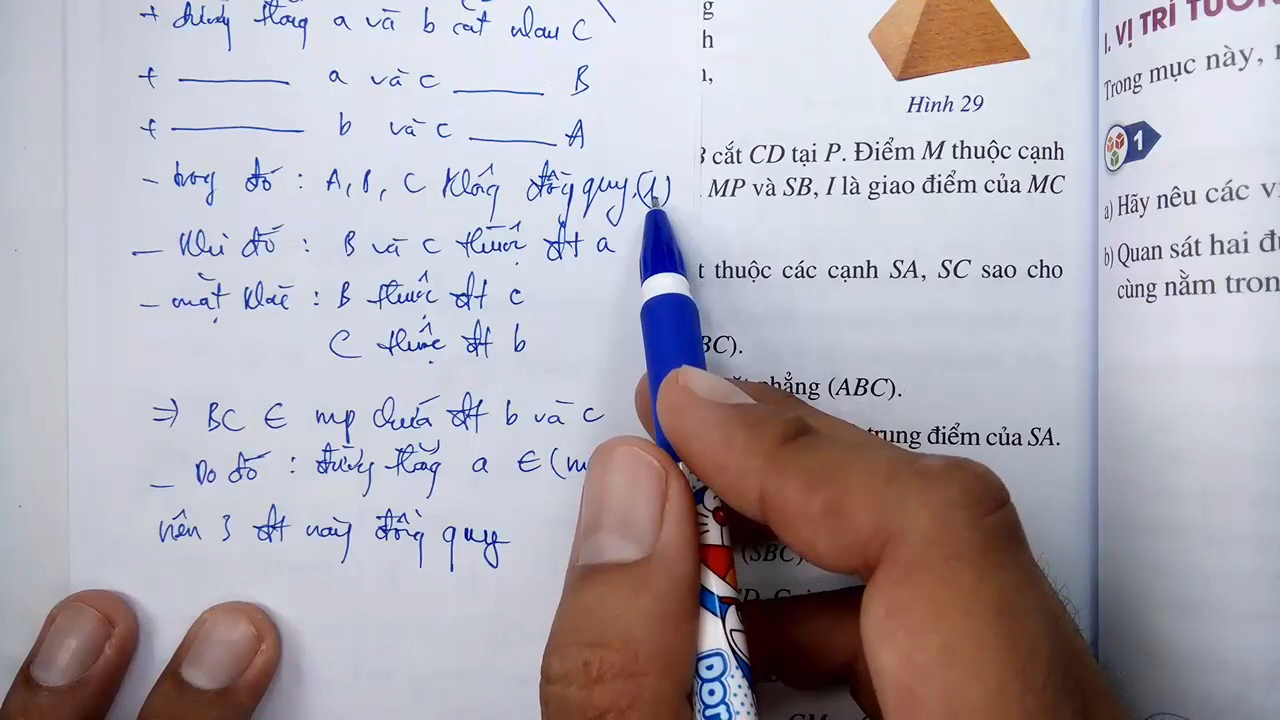 + đường thẳng a và b cắt nhau C
+ ——— a và c ——— B
+ ——— b và c ——— A
- trong đó : A, B, C không đồng quy. (1)
- Khi đó : B và C thuộc đt a
- mặt khác : B thuộc đt c
C thuộc đt b
=> BC ∈ mp chứa đt b và c
- Do đó : đường thẳng a ∈ (m
nên 3 đt này đồng quy
g
h
Hình 29
cắt CD tại P. Điểm M thuộc cạnh
MP và SB, I là giao điểm của MC
t thuộc các cạnh SA, SC sao cho
BC).
phẳng (ABC).
trung điểm của SA.
(SBC)
I. VỊ TRÍ TƯƠN
Trong mục này,
1
a) Hãy nêu các v
b) Quan sát hai đ
cùng nằm tron
Dor